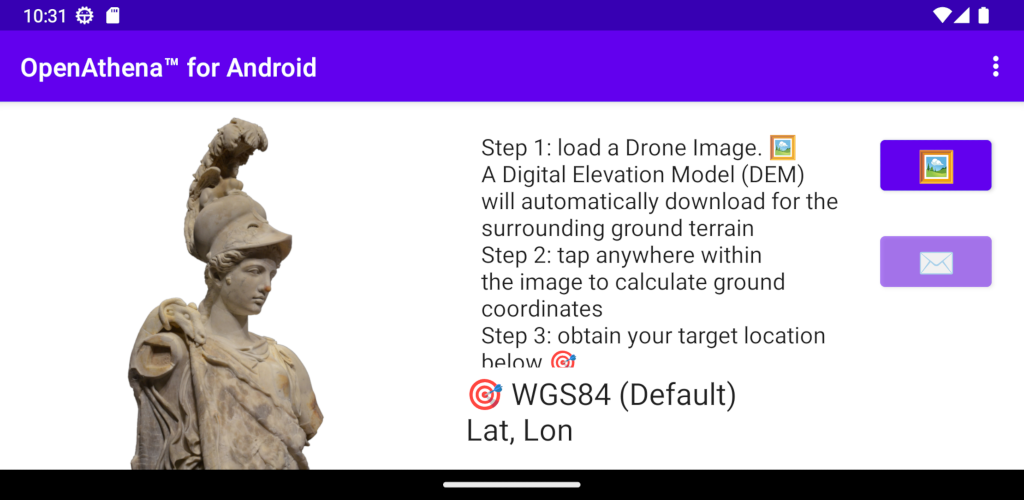 10:31
OpenAthena™ for Android
Step 1: load a Drone Image. 🖼️
A Digital Elevation Model (DEM)
will automatically download for the
surrounding ground terrain
Step 2: tap anywhere within
the image to calculate ground
coordinates
Step 3: obtain your target location
below 🎯
🎯 WGS84 (Default)
Lat, Lon